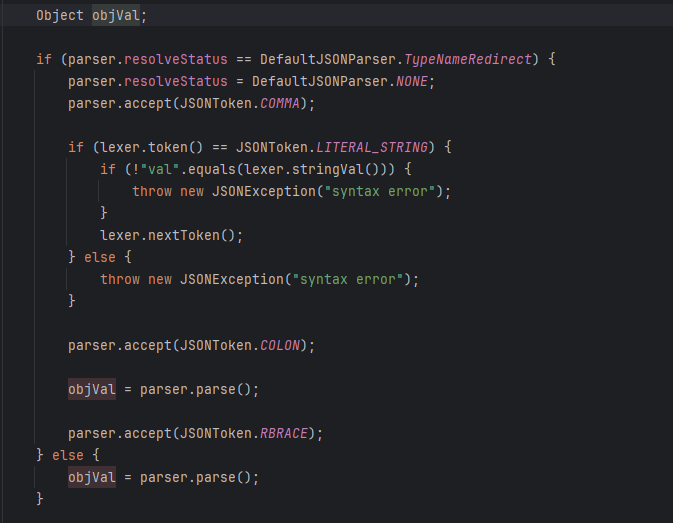 Object objVal;
if (parser.resolveStatus == DefaultJSONParser.TypeNameRedirect) {
parser.resolveStatus = DefaultJSONParser.NONE;
parser.accept(JSONToken.COMMA);
if (lexer.token() == JSONToken.LITERAL_STRING) {
if (!"val".equals(lexer.stringVal())) {
throw new JSONException("syntax error");
}
lexer.nextToken();
} else {
throw new JSONException("syntax error");
}
parser.accept(JSONToken.COLON);
objVal = parser.parse();
parser.accept(JSONToken.RBRACE);
} else {
objVal = parser.parse();
}